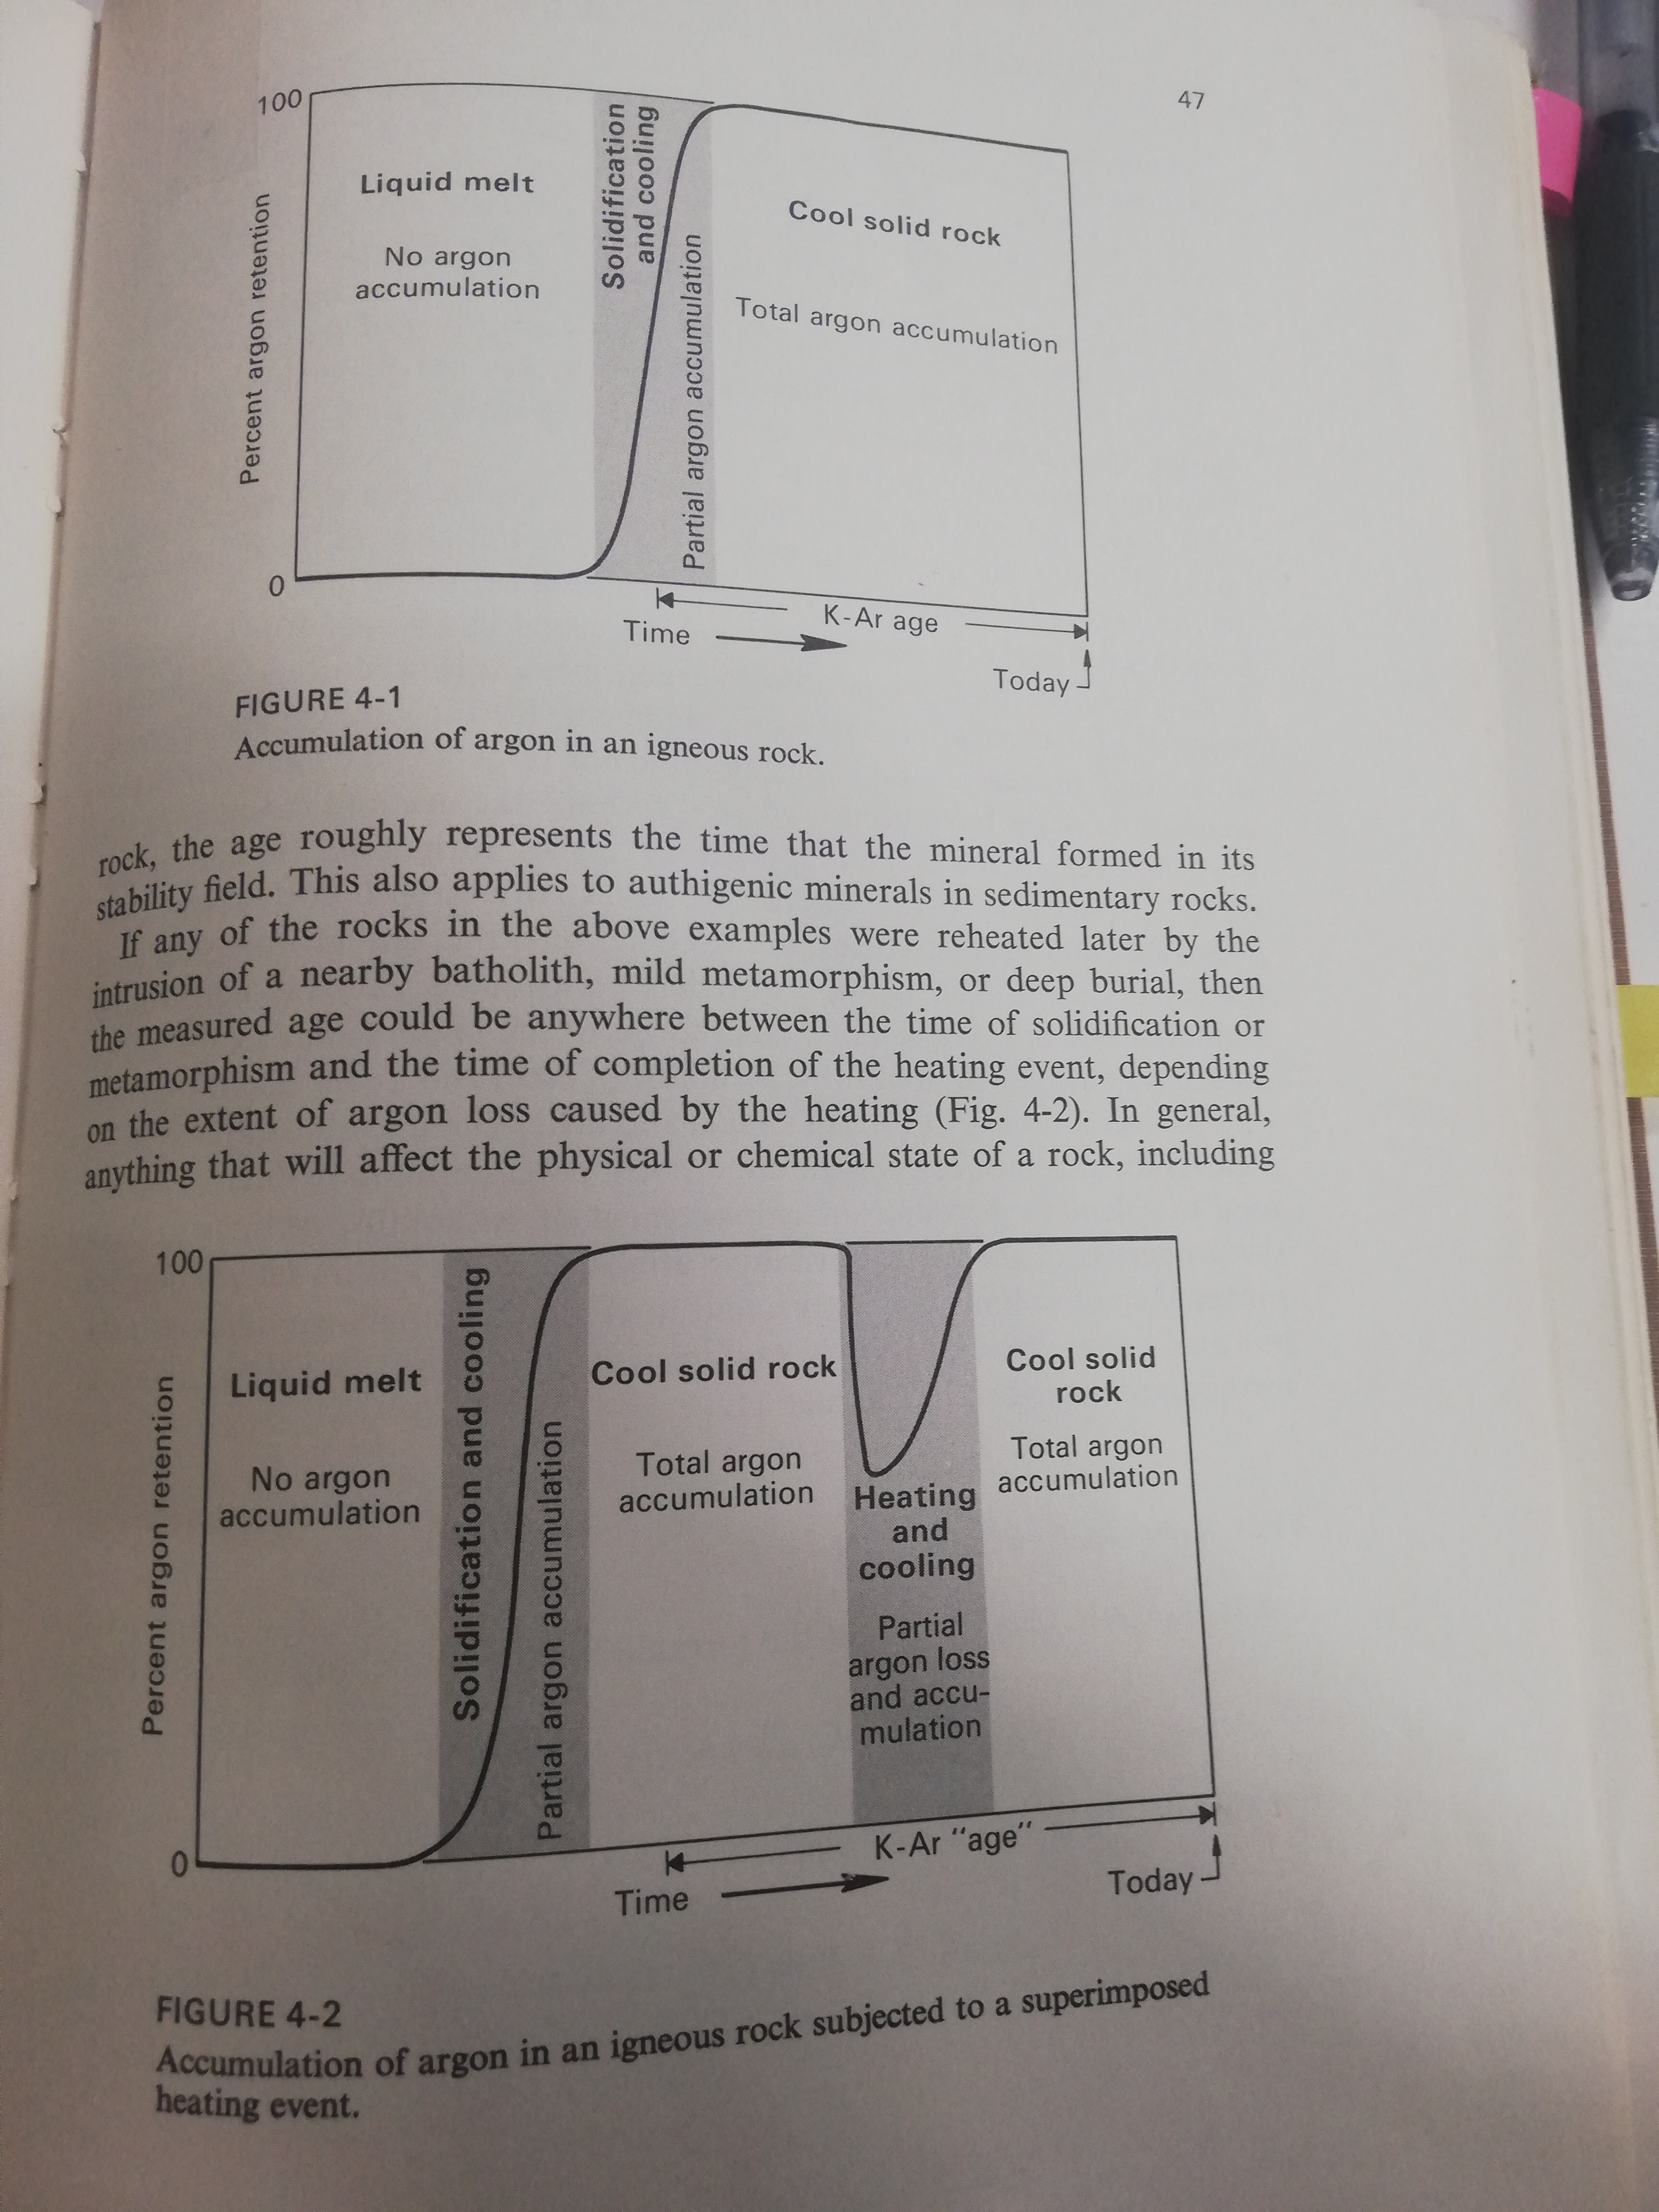 47
100
Percent argon retention
0
Liquid melt
No argon
accumulation
Solidification
and cooling
Partial argon accumulation
Cool solid rock
Total argon accumulation
K-Ar age
Time
Today
FIGURE 4-1
Accumulation of argon in an igneous rock.
rock, the age roughly represents the time that the mineral formed in its
stability field. This also applies to authigenic minerals in sedimentary rocks.
If any of the rocks in the above examples were reheated later by the
intrusion of a nearby batholith, mild metamorphism, or deep burial, then
the measured age could be anywhere between the time of solidification or
metamorphism and the time of completion of the heating event, depending
on the extent of argon loss caused by the heating (Fig. 4-2). In general,
anything that will affect the physical or chemical state of a rock, including
100
Percent argon retention
0
Liquid melt
No argon
accumulation
Solidification and cooling
Partial argon accumulation
Cool solid rock
Total argon
accumulation
Heating
and
cooling
Partial
argon loss
and accu-
mulation
Cool solid
rock
Total argon
accumulation
K-Ar "age"
Time
Today
FIGURE 4-2
Accumulation of argon in an igneous rock subjected to a superimposed
heating event.